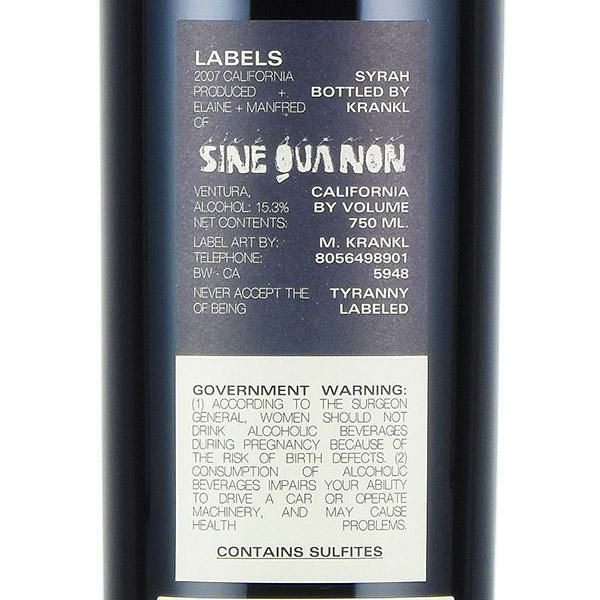 LABELS
2007 CALIFORNIA SYRAH
PRODUCED + BOTTLED BY
ELAINE + MANFRED KRANKL
OF
SINE QUA NON
VENTURA, CALIFORNIA
ALCOHOL: 15.3% BY VOLUME
NET CONTENTS: 750 ML.
LABEL ART BY: M. KRANKL
TELEPHONE: 8056498901
BW - CA 5948
NEVER ACCEPT THE TYRANNY
OF BEING LABELED
GOVERNMENT WARNING:
(1) ACCORDING TO THE SURGEON
GENERAL, WOMEN SHOULD NOT
DRINK ALCOHOLIC BEVERAGES
DURING PREGNANCY BECAUSE OF
THE RISK OF BIRTH DEFECTS. (2)
CONSUMPTION OF ALCOHOLIC
BEVERAGES IMPAIRS YOUR ABILITY
TO DRIVE A CAR OR OPERATE
MACHINERY, AND MAY CAUSE
HEALTH PROBLEMS.
CONTAINS SULFITES